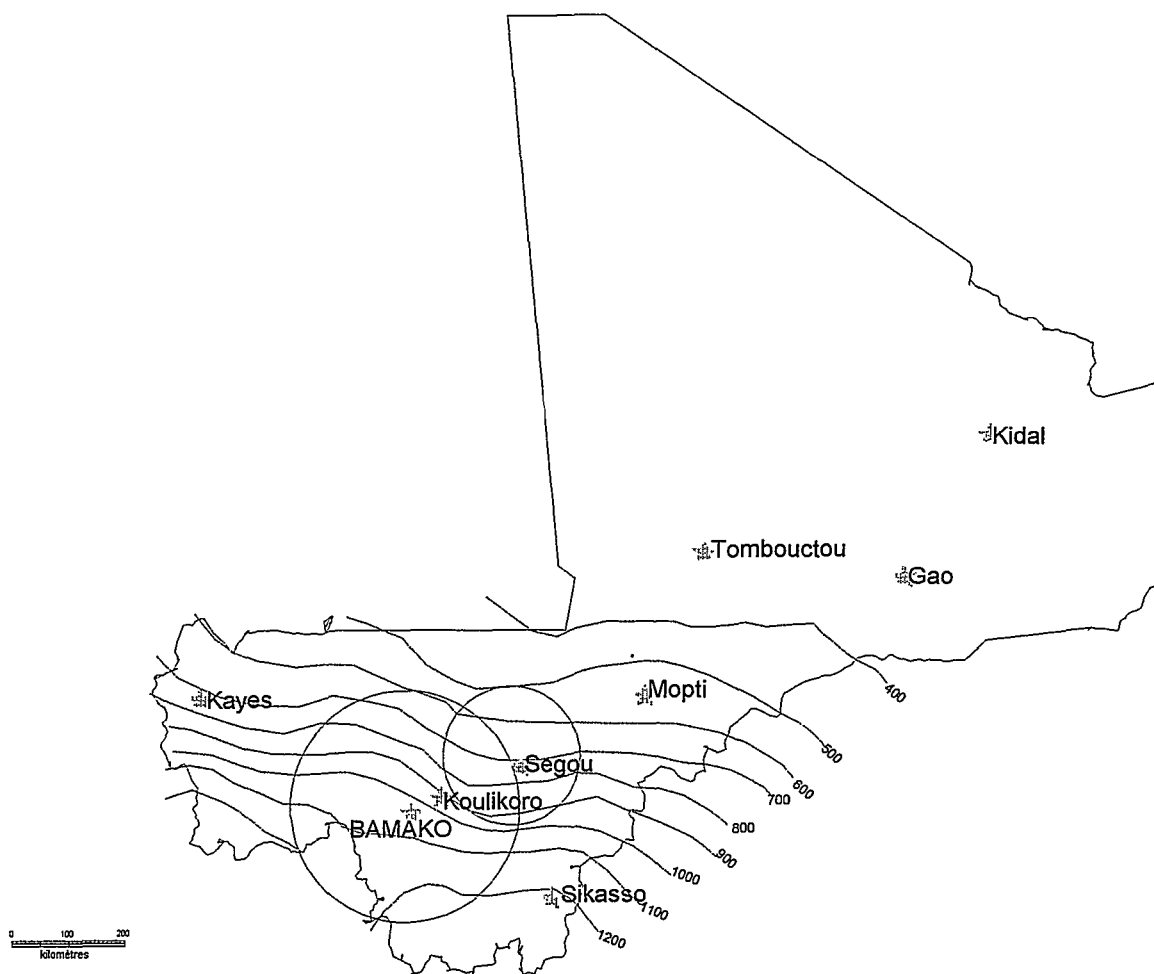 Kidal
Tombouctou
Gao
Mopti
Kayes
400
500
Ségou
600
700
Koulikoro
BAMAKO
800
900
1000
Sikasso
1100
1200
0 100 200
kilomètres